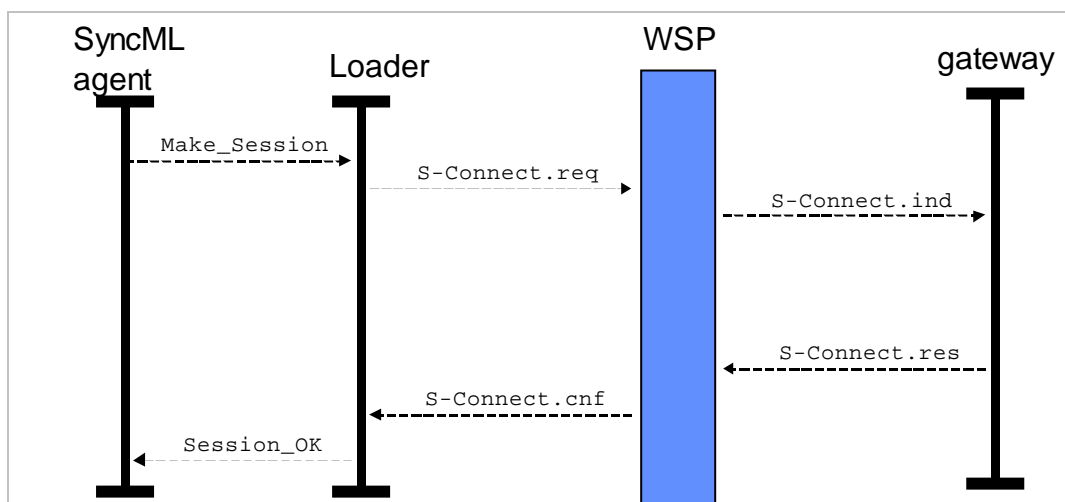 SyncML
agent
Loader
WSP
gateway
Make_Session
S-Connect.req
S-Connect.ind
S-Connect.res
S-Connect.cnf
Session_OK